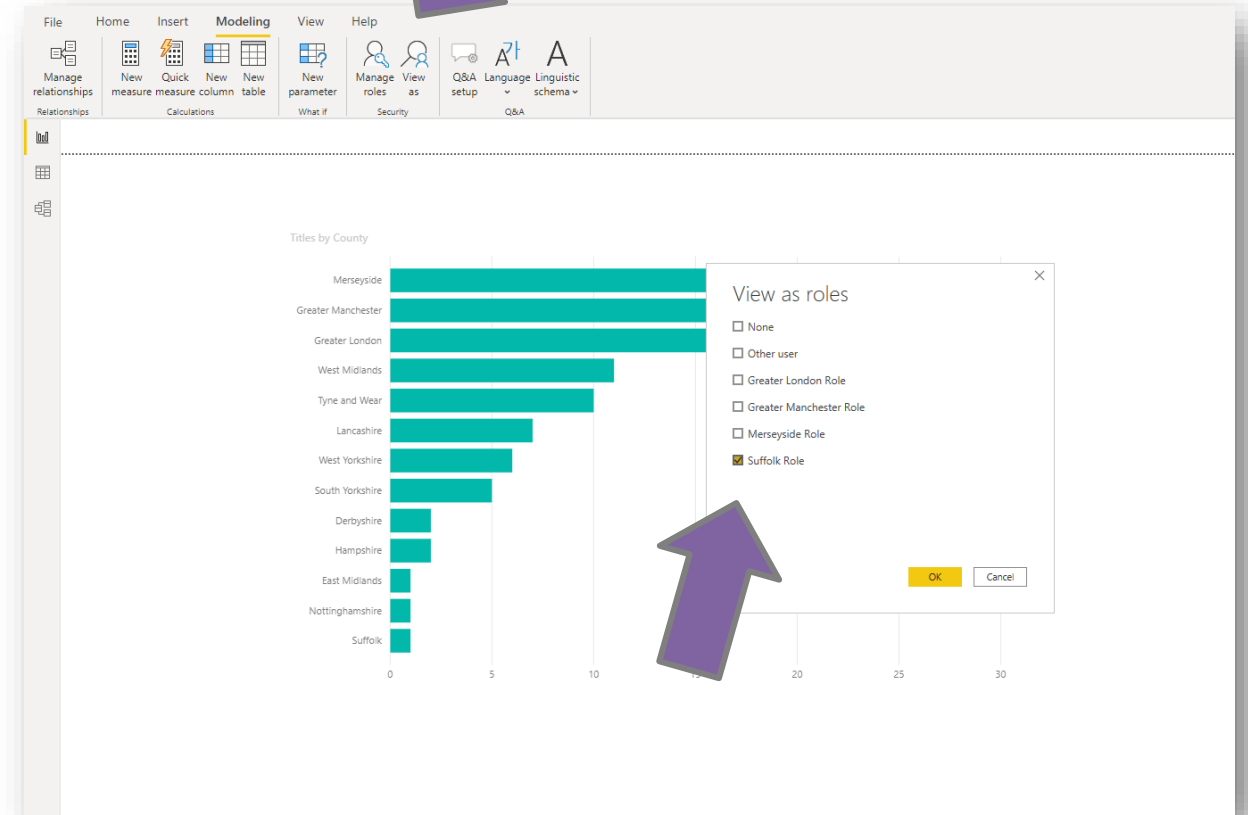 File Home Insert Modeling View Help
Manage relationships
New measure
Quick measure
New column
New table
New parameter
Manage roles
View as
Q&A setup
Language
Linguistic schema
Relationships Calculations What if Security Q&A
Titles by County
Merseyside
Greater Manchester
Greater London
West Midlands
Tyne and Wear
Lancashire
West Yorkshire
South Yorkshire
Derbyshire
Hampshire
East Midlands
Nottinghamshire
Suffolk
0 5 10 15 20 25 30
View as roles
None
Other user
Greater London Role
Greater Manchester Role
Merseyside Role
Suffolk Role
OK Cancel